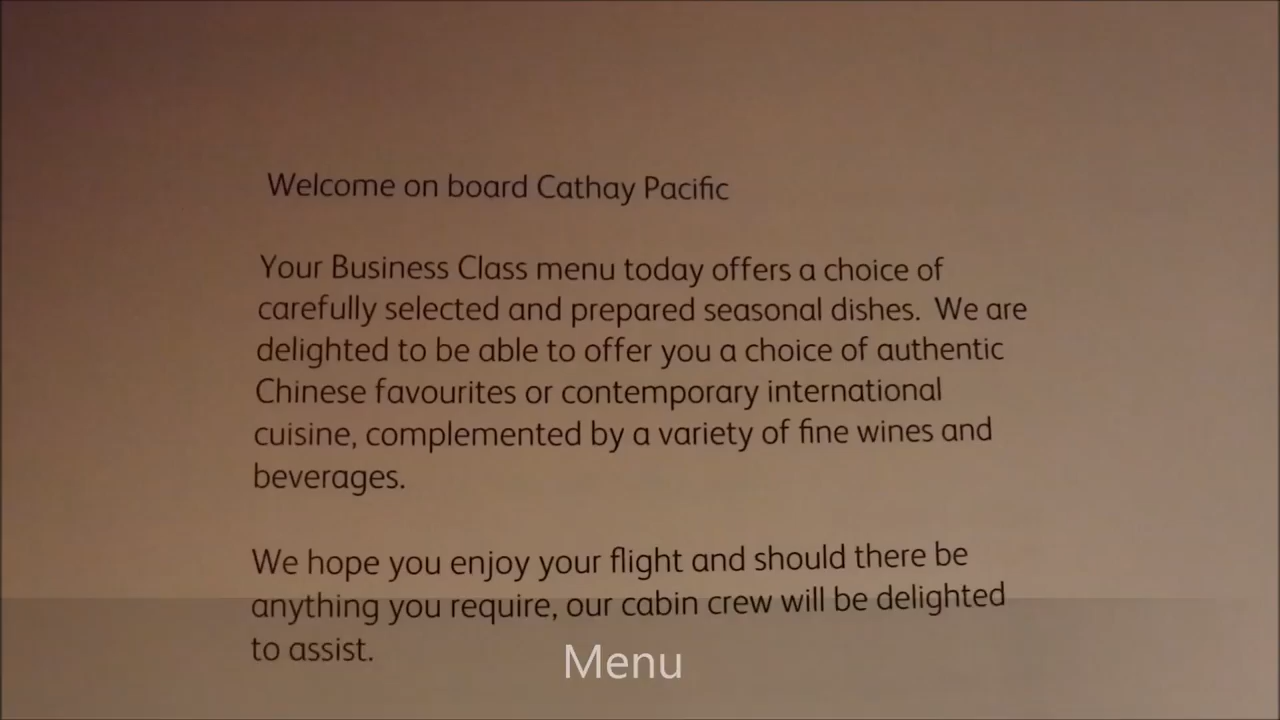 Welcome on board Cathay Pacific
Your Business Class menu today offers a choice of
carefully selected and prepared seasonal dishes. We are
delighted to be able to offer you a choice of authentic
Chinese favourites or contemporary international
cuisine, complemented by a variety of fine wines and
beverages.
We hope you enjoy your flight and should there be
anything you require, our cabin crew will be delighted
to assist.
Menu